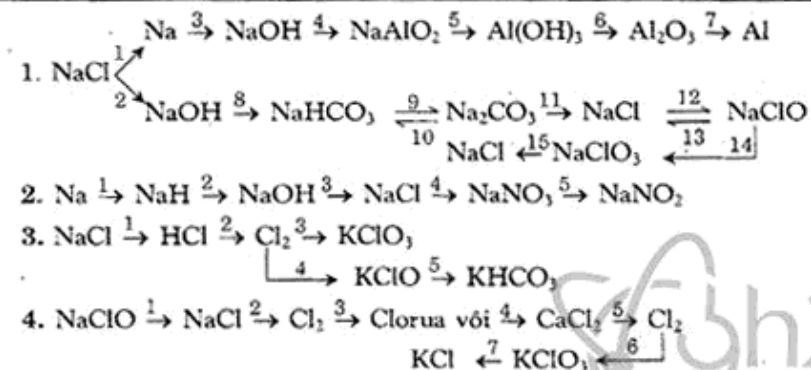 Na 3→ NaOH 4→ NaAlO₂ 5→ Al(OH)₃ 6→ Al₂O₃ 7→ Al
1. NaCl 1
2 NaOH 8→ NaHCO₃ 9⇌10 Na₂CO₃ 11→ NaCl 12⇌13 NaClO
NaCl ←15 NaClO₃ ← 14
2. Na 1→ NaH 2→ NaOH 3→ NaCl 4→ NaNO₃ 5→ NaNO₂
3. NaCl 1→ HCl 2→ Cl₂ 3→ KClO₃
4→ KClO 5→ KHCO₃
4. NaClO 1→ NaCl 2→ Cl₂ 3→ Clorua vôi 4→ CaCl₂ 5→ Cl₂
KCl ←7 KClO₃ ←6